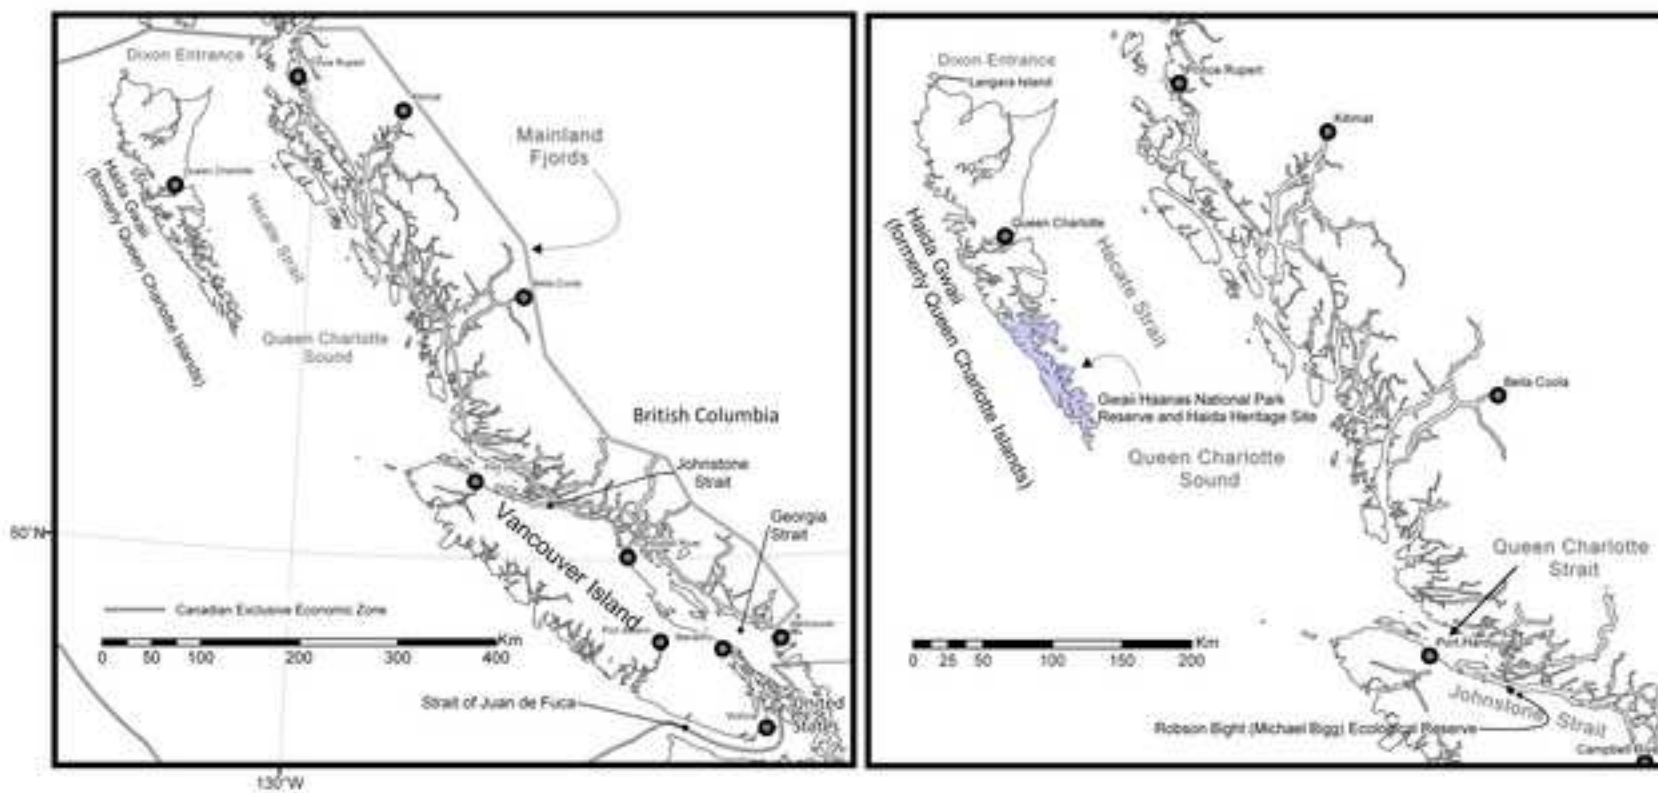 Dixon Entrance
Mainland
Fjords
Haida Gwaii
(formerly Queen Charlotte Islands)
Hecate Strait
Queen Charlotte
Sound
Bella Coola
British Columbia
Johnstone
Strait
Georgia
Strait
50°N
Vancouver Island
Canadian Exclusive Economic Zone
Km
0 50 100 200 300 400
Strait of Juan de Fuca
United
States
130°W
Dixon Entrance
Langara Island
Prince Rupert
Kitimat
Queen Charlotte
Haida Gwaii
(formerly Queen Charlotte Islands)
Hecate Strait
Gwaii Haanas National Park
Reserve and Haida Heritage Site
Bella Coola
Queen Charlotte
Sound
Queen Charlotte
Strait
Km
0 25 50 100 150 200
Port Hardy
Johnstone Strait
Robson Bight (Michael Bigg) Ecological Reserve
Campbell River